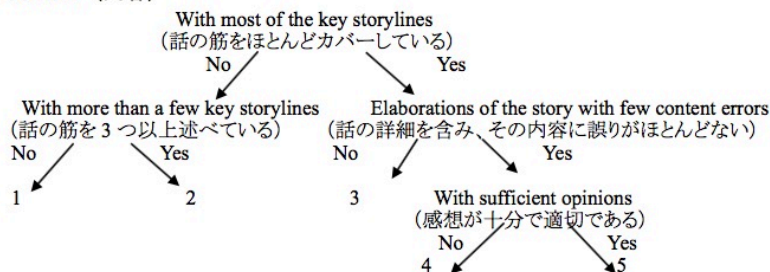 With most of the key storylines
（話の筋をほとんどカバーしている）
No Yes
With more than a few key storylines Elaborations of the story with few content errors
（話の筋を 3 つ以上述べている） （話の詳細を含み、その内容に誤りがほとんどない）
No Yes No Yes
1 2 3 With sufficient opinions
（感想が十分で適切である）
No Yes
4 5